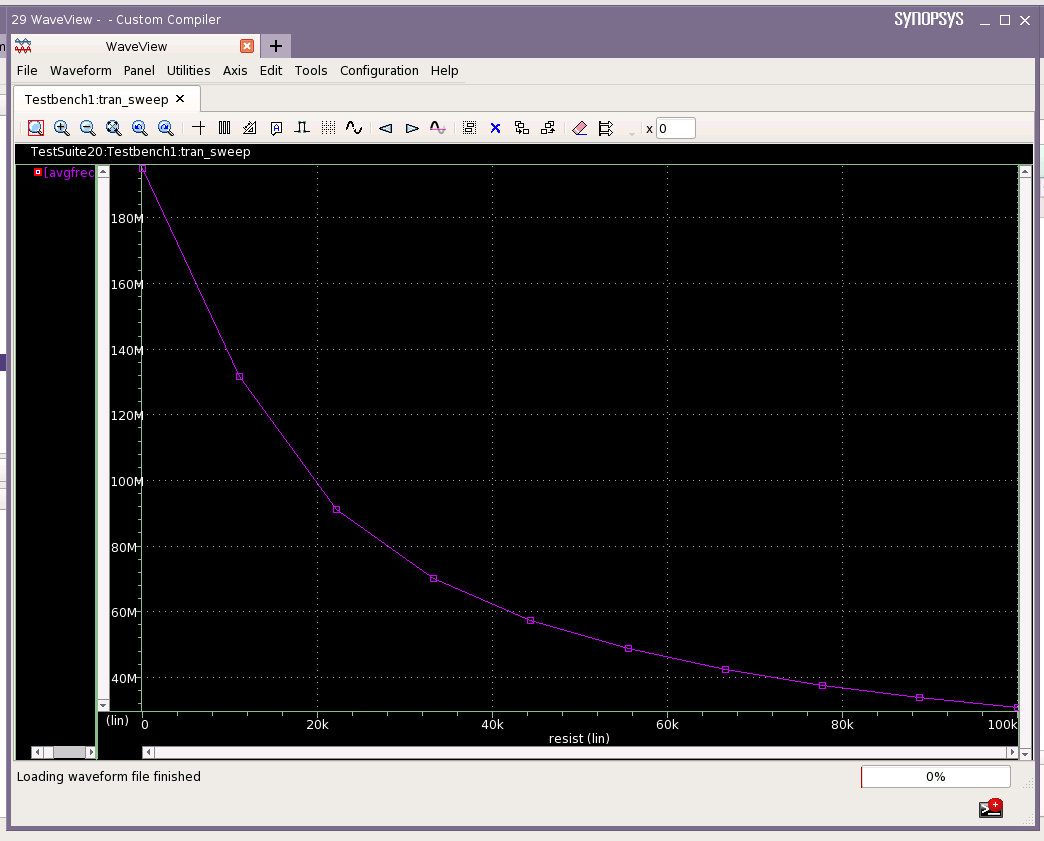 29 WaveView - - Custom Compiler
SYNOPSYS
WaveView
File Waveform Panel Utilities Axis Edit Tools Configuration Help
Testbench1:tran_sweep
x 0
TestSuite20:Testbench1:tran_sweep
[avgfrec
180M
160M
140M
120M
100M
80M
60M
40M
(lin) 0 20k 40k 60k 80k 100k
resist (lin)
Loading waveform file finished
0%